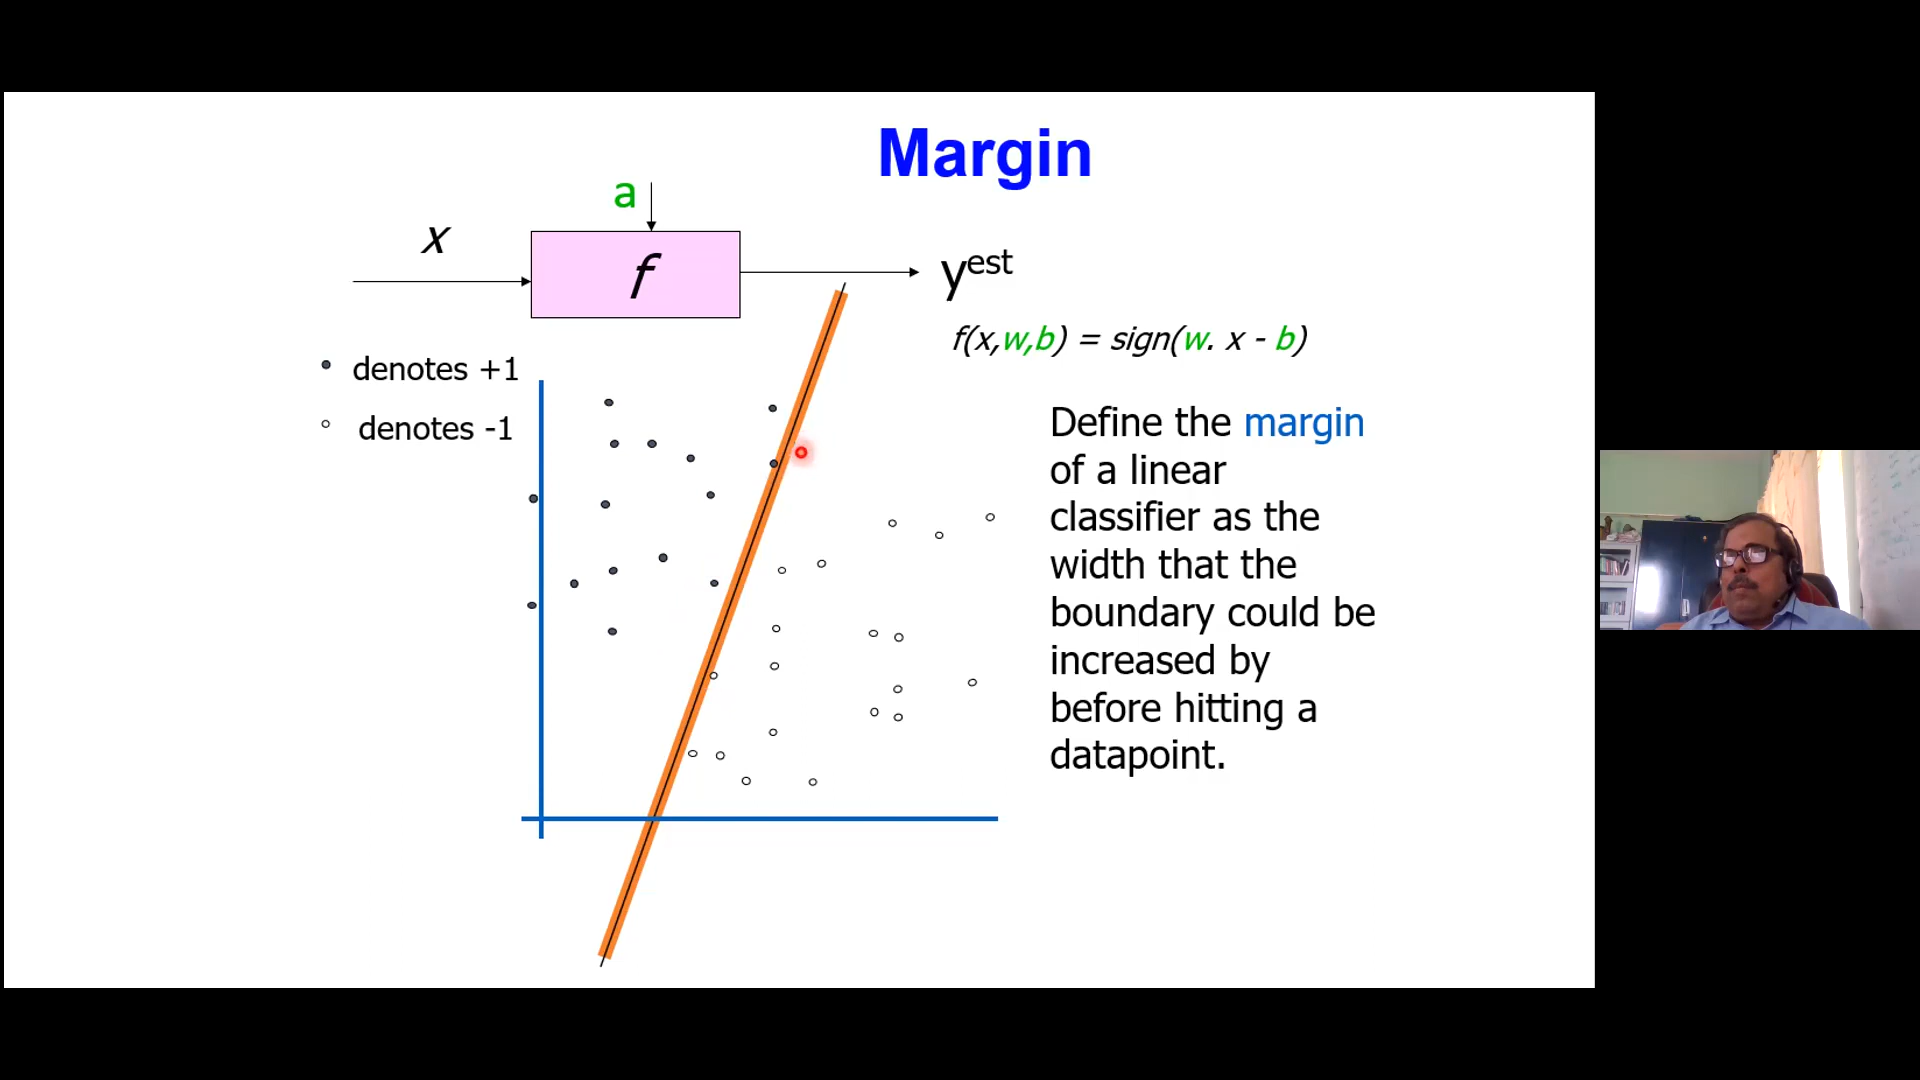 Margin
a
x
f
yest
f(x,w,b) = sign(w. x - b)
denotes +1
denotes -1
Define the margin
of a linear
classifier as the
width that the
boundary could be
increased by
before hitting a
datapoint.